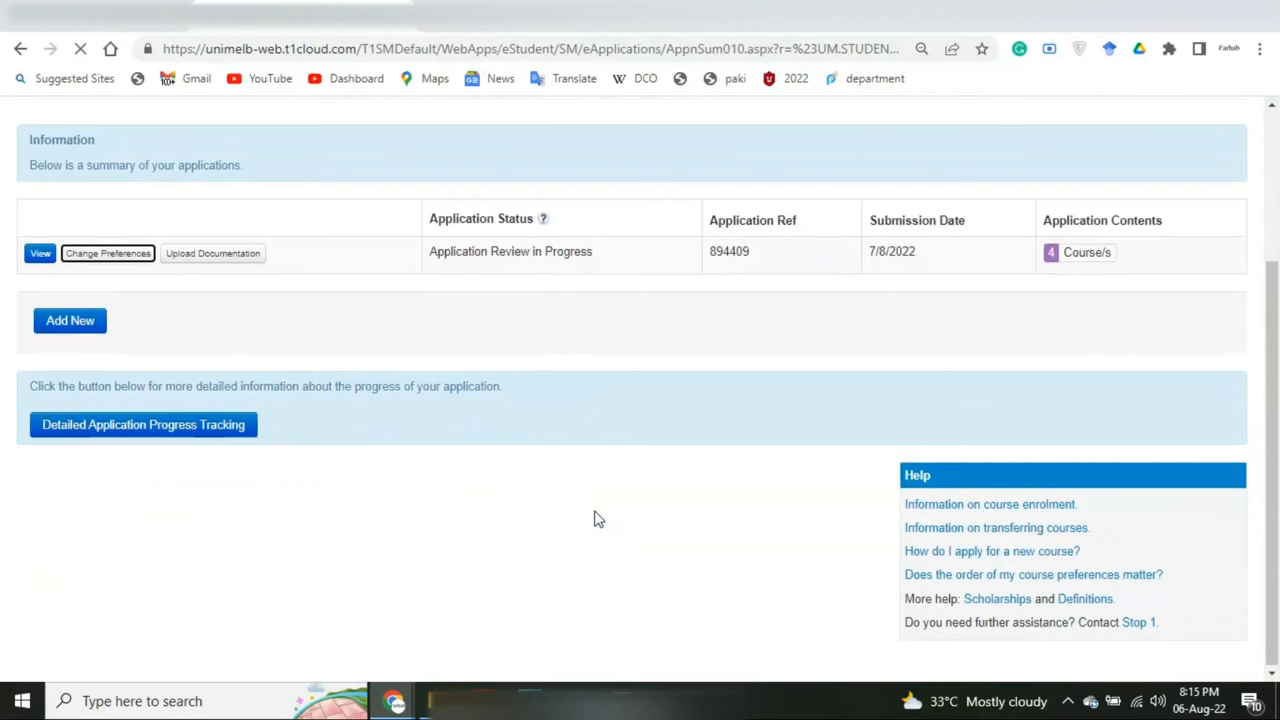 https://unimelb-web.t1cloud.com/T1SMDefault/WebApps/eStudent/SM/eApplications/AppnSum010.aspx?r=%23UM.STUDEN... Farhab
Suggested Sites Gmail YouTube Dashboard Maps News Translate W DCO paki 2022 department
Information
Below is a summary of your applications.
Application Status ? Application Ref Submission Date Application Contents
View Change Preferences Upload Documentation Application Review in Progress 894409 7/8/2022 4 Course/s
Add New
Click the button below for more detailed information about the progress of your application.
Detailed Application Progress Tracking
Help
Information on course enrolment.
Information on transferring courses.
How do I apply for a new course?
Does the order of my course preferences matter?
More help: Scholarships and Definitions.
Do you need further assistance? Contact Stop 1.
Type here to search 33°C Mostly cloudy 8:15 PM
06-Aug-22 10